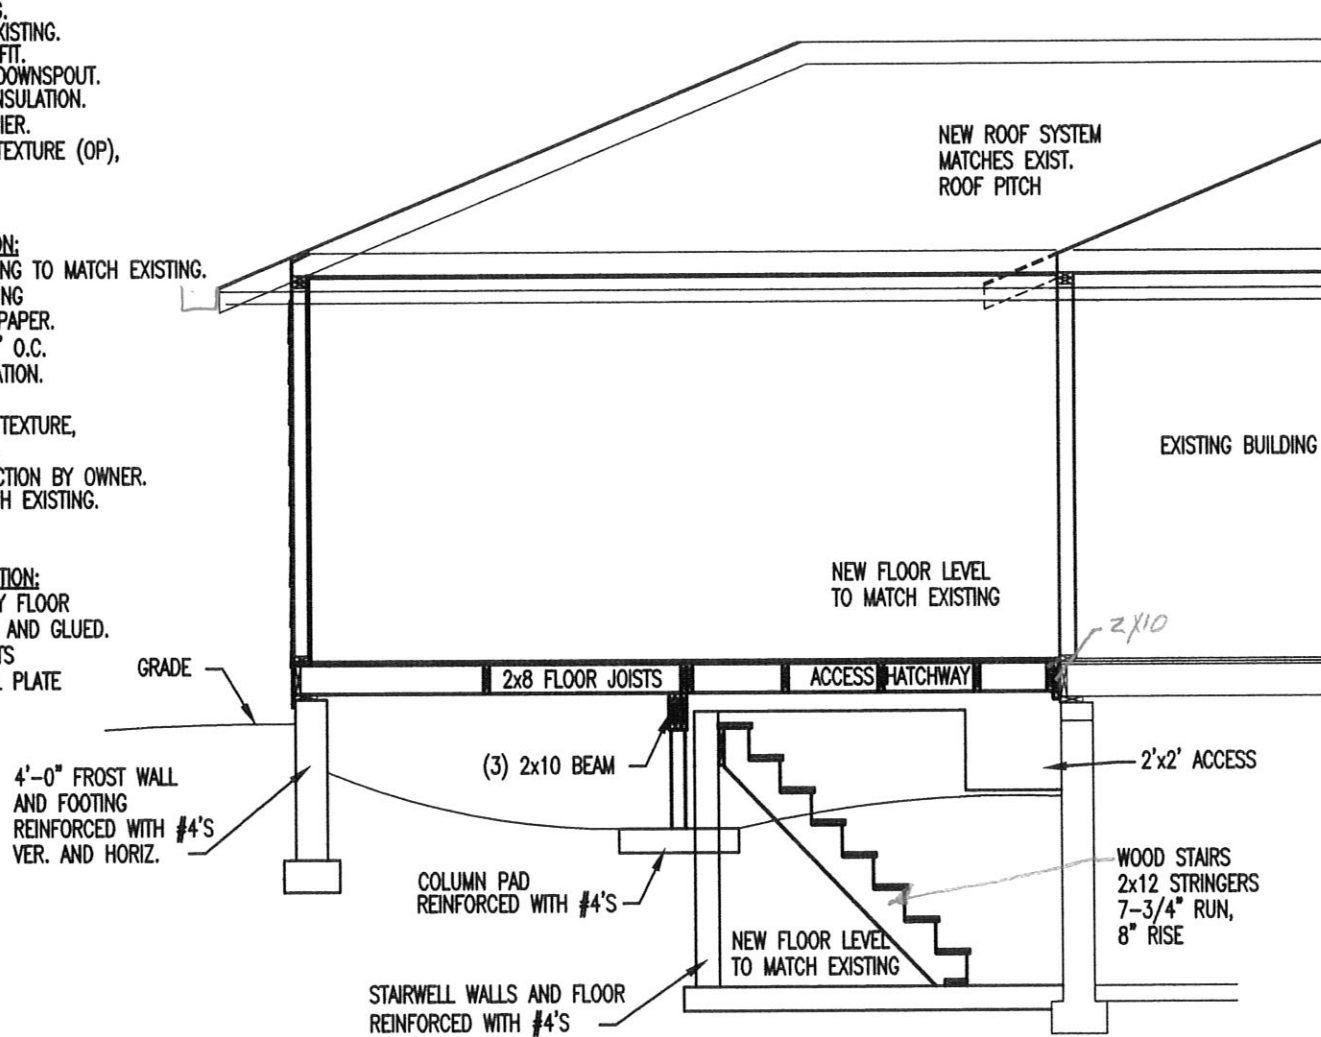 XISTING.
FIT.
DOWNSPOUT.
NSULATION.
IER.
TEXTURE (OP),
ON:
NG TO MATCH EXISTING.
NG
PAPER.
" O.C.
ATION.
TEXTURE,
CTION BY OWNER.
H EXISTING.
TION:
Y FLOOR
AND GLUED.
TS
L PLATE
GRADE
4'-0" FROST WALL
AND FOOTING
REINFORCED WITH #4'S
VER. AND HORIZ.
NEW ROOF SYSTEM
MATCHES EXIST.
ROOF PITCH
EXISTING BUILDING
NEW FLOOR LEVEL
TO MATCH EXISTING
2X10
2x8 FLOOR JOISTS
ACCESS HATCHWAY
(3) 2x10 BEAM
2'x2' ACCESS
COLUMN PAD
REINFORCED WITH #4'S
WOOD STAIRS
2x12 STRINGERS
7-3/4" RUN,
8" RISE
NEW FLOOR LEVEL
TO MATCH EXISTING
STAIRWELL WALLS AND FLOOR
REINFORCED WITH #4'S